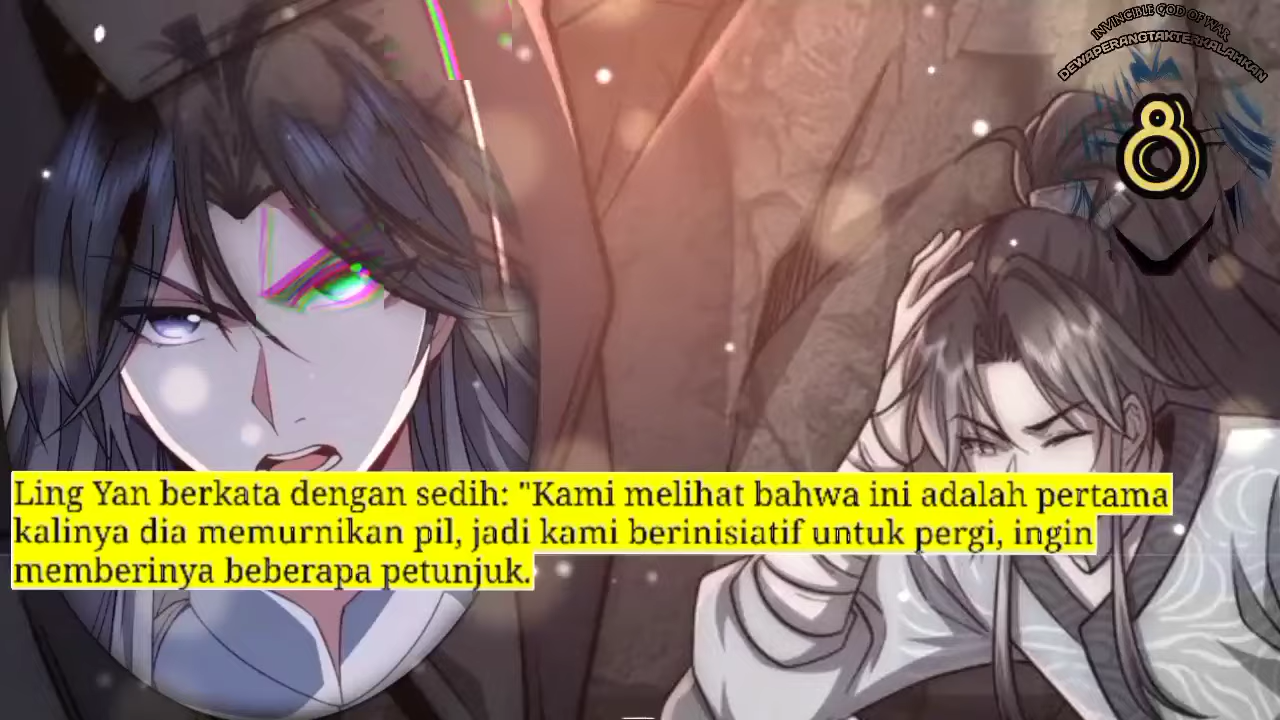 INVINCIBLE GOD OF WAR
DEWAPERANGTAKTERKALAHKAN
8
Ling Yan berkata dengan sedih: "Kami melihat bahwa ini adalah pertama
kalinya dia memurnikan pil, jadi kami berinisiatif untuk pergi, ingin
memberinya beberapa petunjuk.